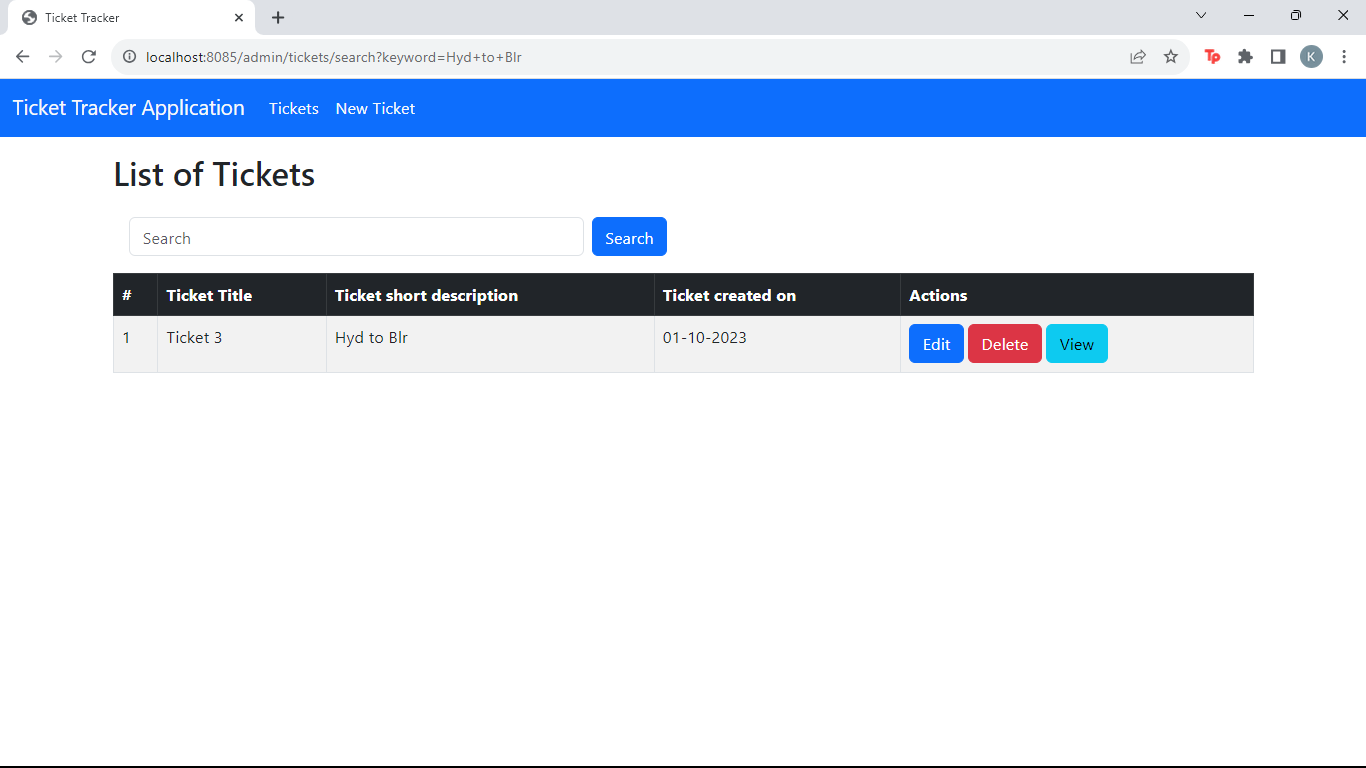 Ticket Tracker
localhost:8085/admin/tickets/search?keyword=Hyd+to+Blr
Tp
K
Ticket Tracker Application Tickets New Ticket
List of Tickets
Search Search
# Ticket Title Ticket short description Ticket created on Actions
1 Ticket 3 Hyd to Blr 01-10-2023 Edit Delete View